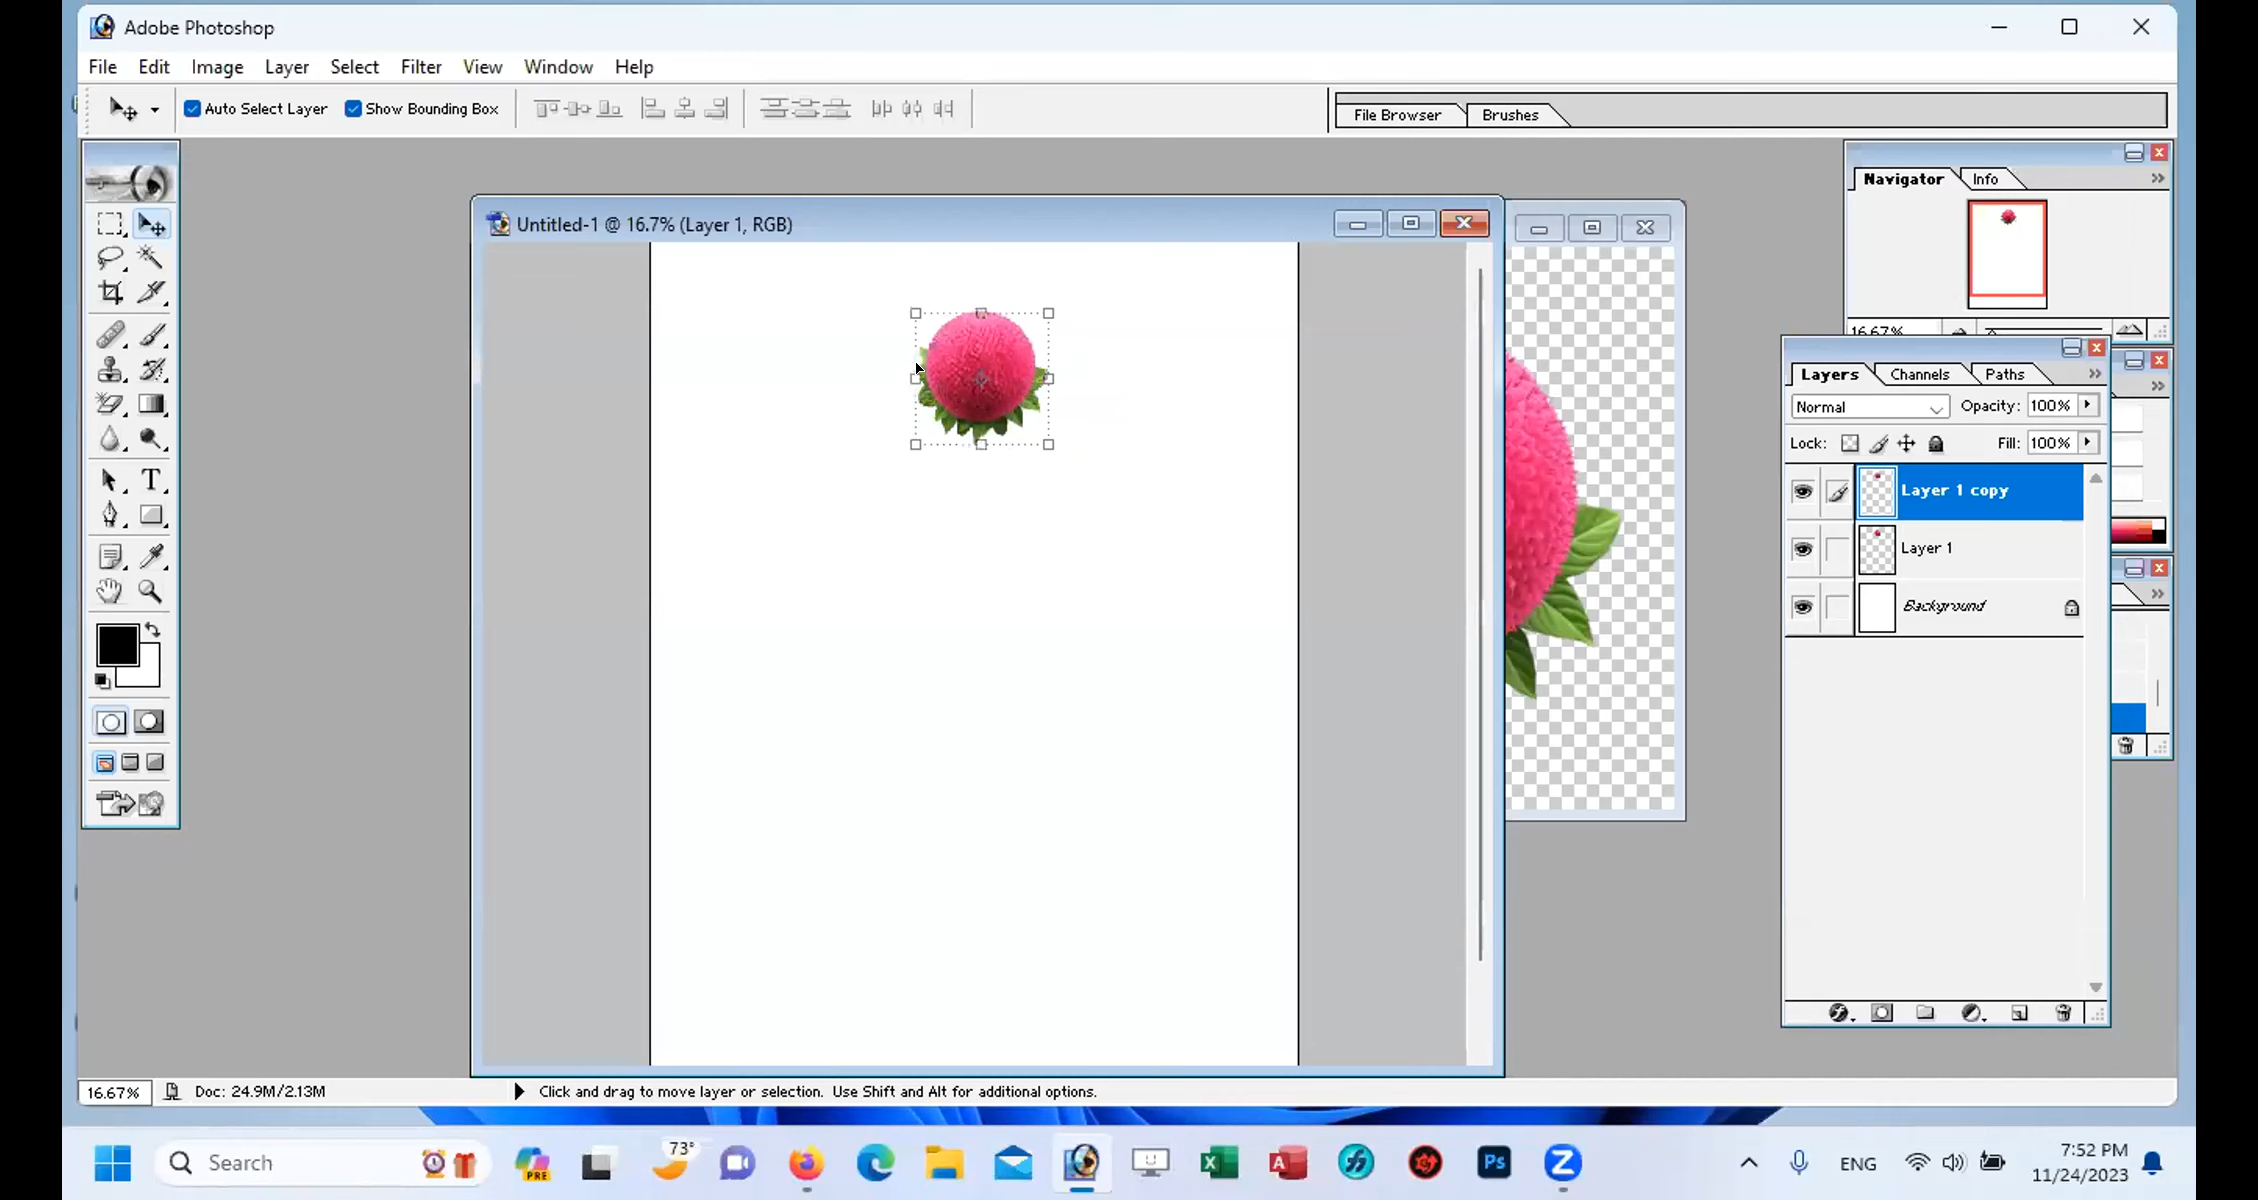 Adobe Photoshop
File Edit Image Layer Select Filter View Window Help
Auto Select Layer Show Bounding Box
File Browser Brushes
Untitled-1 @ 16.7% (Layer 1, RGB)
Navigator Info
16.67%
Layers Channels Paths
Normal Opacity: 100%
Lock: Fill: 100%
Layer 1 copy
Layer 1
Background
T
16.67% Doc: 24.9M/2.13M Click and drag to move layer or selection. Use Shift and Alt for additional options.
Search
PRE
73°
X
A
Ps
Z
ENG
7:52 PM
11/24/2023